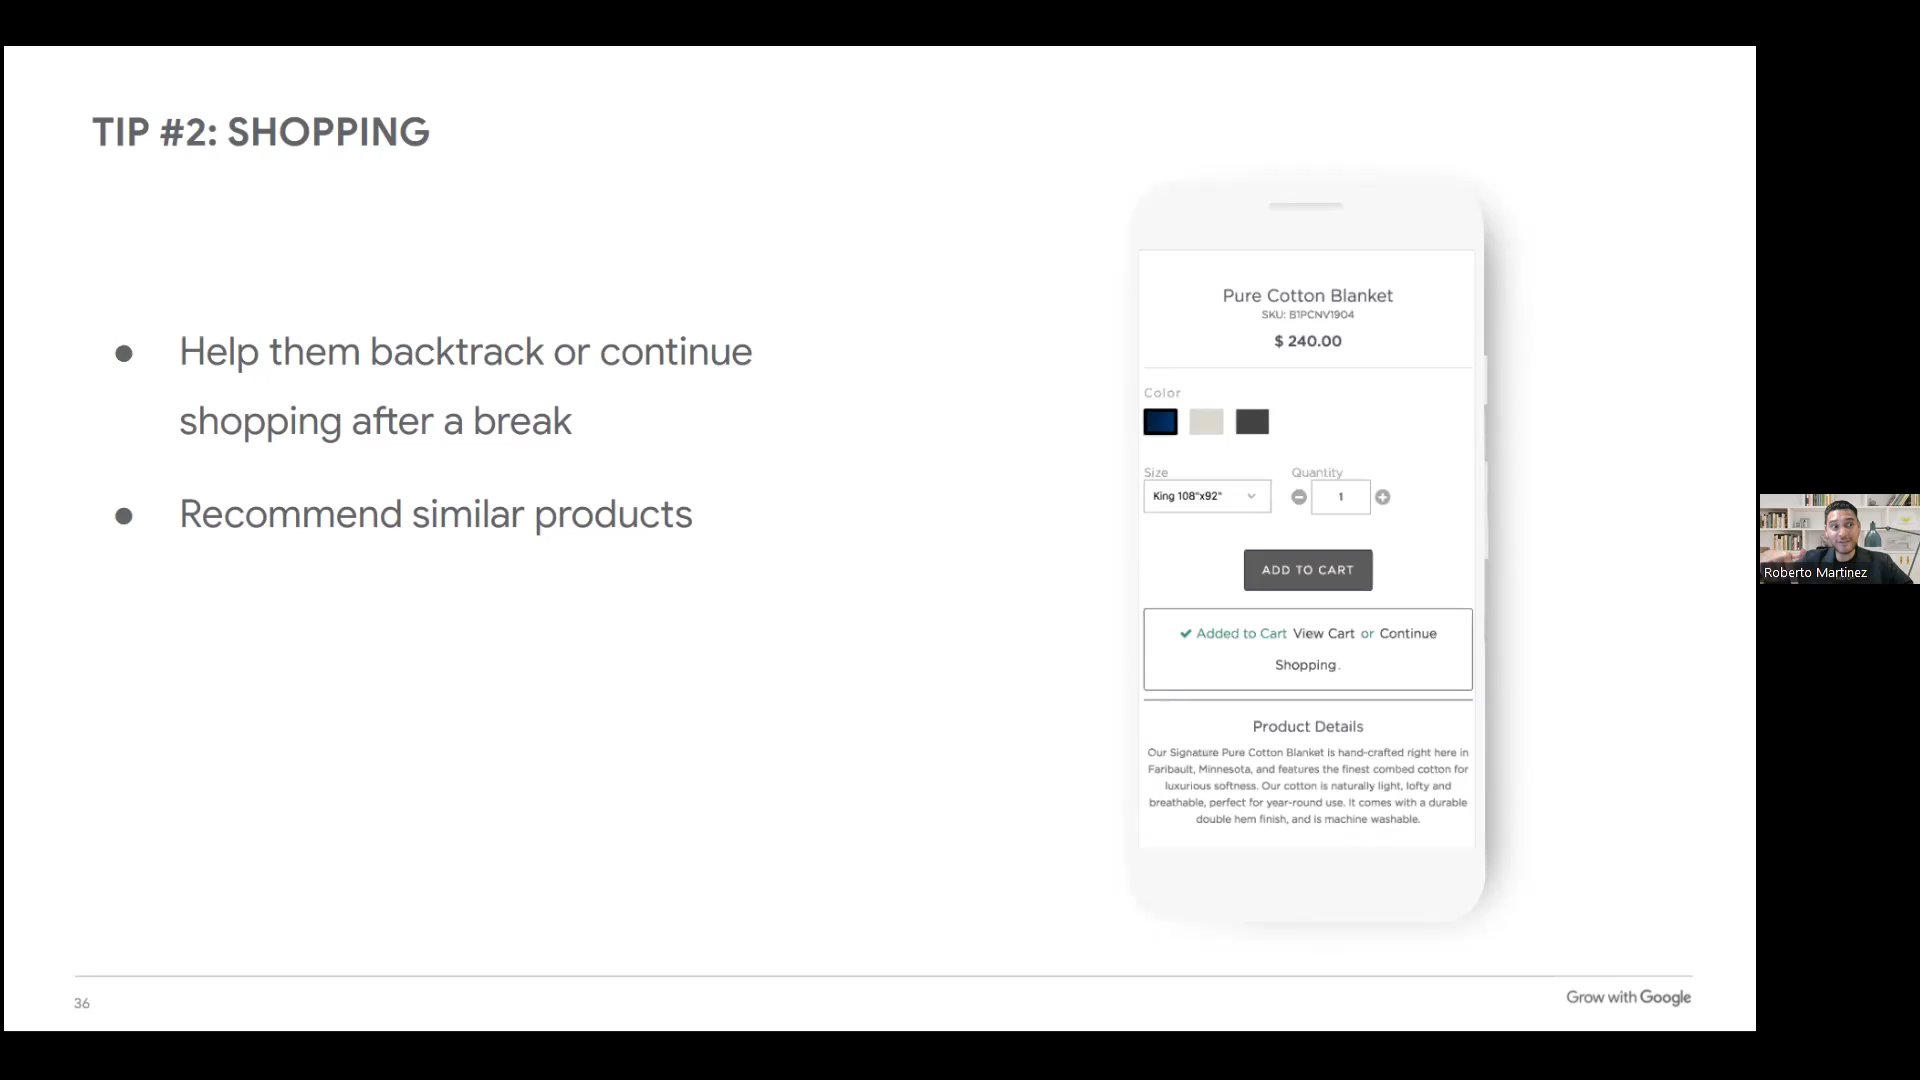 TIP #2: SHOPPING
● Help them backtrack or continue
shopping after a break
● Recommend similar products
Pure Cotton Blanket
SKU: B1PCNV1904
$ 240.00
Color
Size
Quantity
King 108"x92"
1
ADD TO CART
✔ Added to Cart View Cart or Continue
Shopping.
Product Details
Our Signature Pure Cotton Blanket is hand-crafted right here in
Faribault, Minnesota, and features the finest combed cotton for
luxurious softness. Our cotton is naturally light, lofty and
breathable, perfect for year-round use. It comes with a durable
double hem finish, and is machine washable.
Roberto Martinez
36
Grow with Google